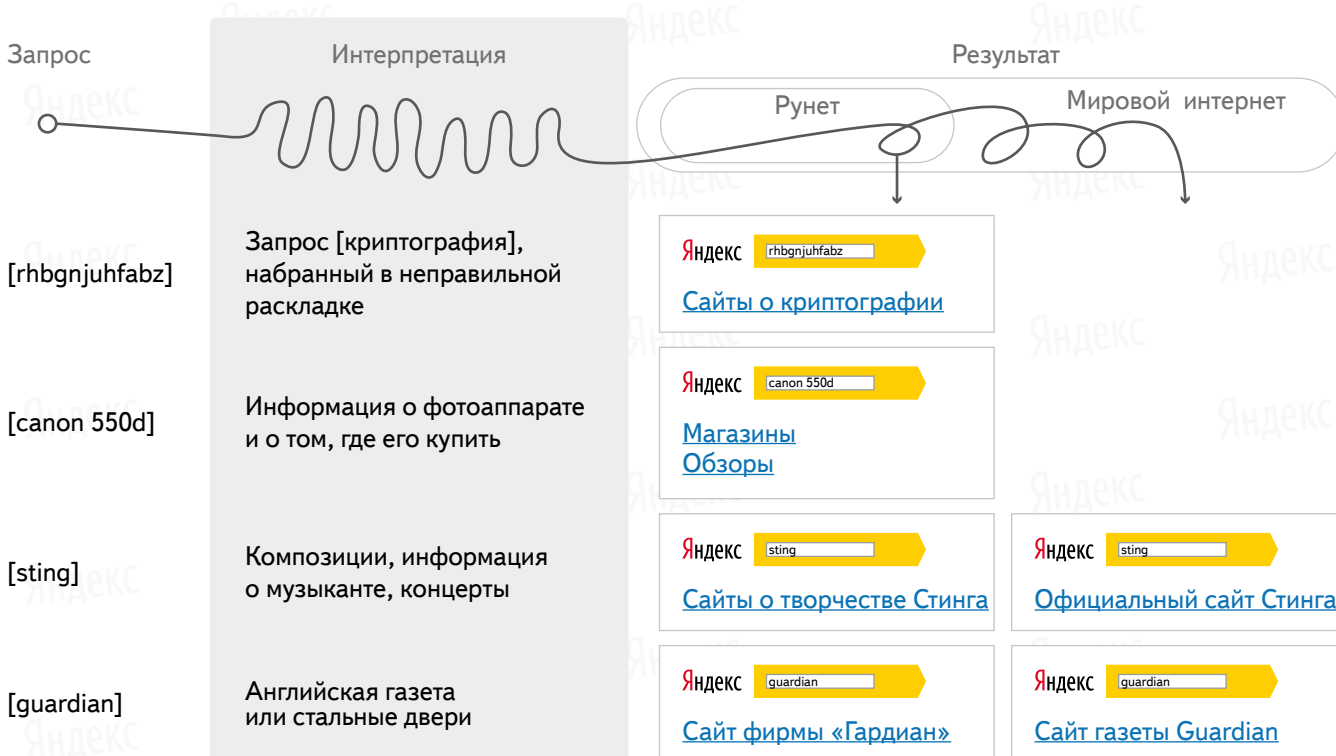 Запрос
Интерпретация
Результат
Рунет
Мировой интернет
[rhbgnjuhfabz]
Запрос [криптография],
набранный в неправильной
раскладке
Яндекс rhbgnjuhfabz
Сайты о криптографии
[canon 550d]
Информация о фотоаппарате
и о том, где его купить
Яндекс canon 550d
Магазины
Обзоры
[sting]
Композиции, информация
о музыканте, концерты
Яндекс sting
Сайты о творчестве Стинга
Яндекс sting
Официальный сайт Стинга
[guardian]
Английская газета
или стальные двери
Яндекс guardian
Сайт фирмы «Гардиан»
Яндекс guardian
Сайт газеты Guardian